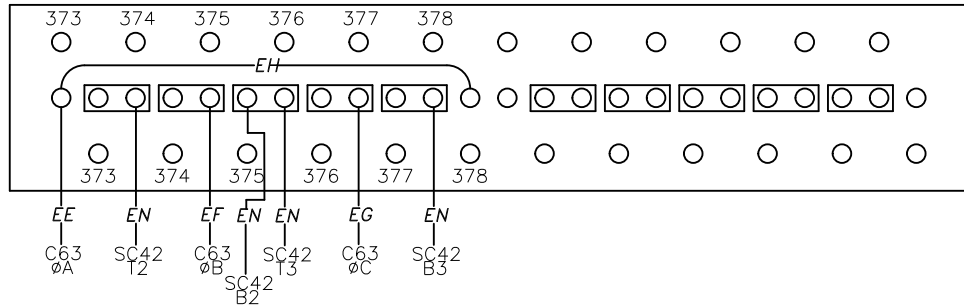 373 374 375 376 377 378
EH
373 374 375 376 377 378
EE EN EF EN EN EG EN
C63 SC42 C63 SC42 C63 SC42
øA T2 øB T3 øC B3
SC42
B2